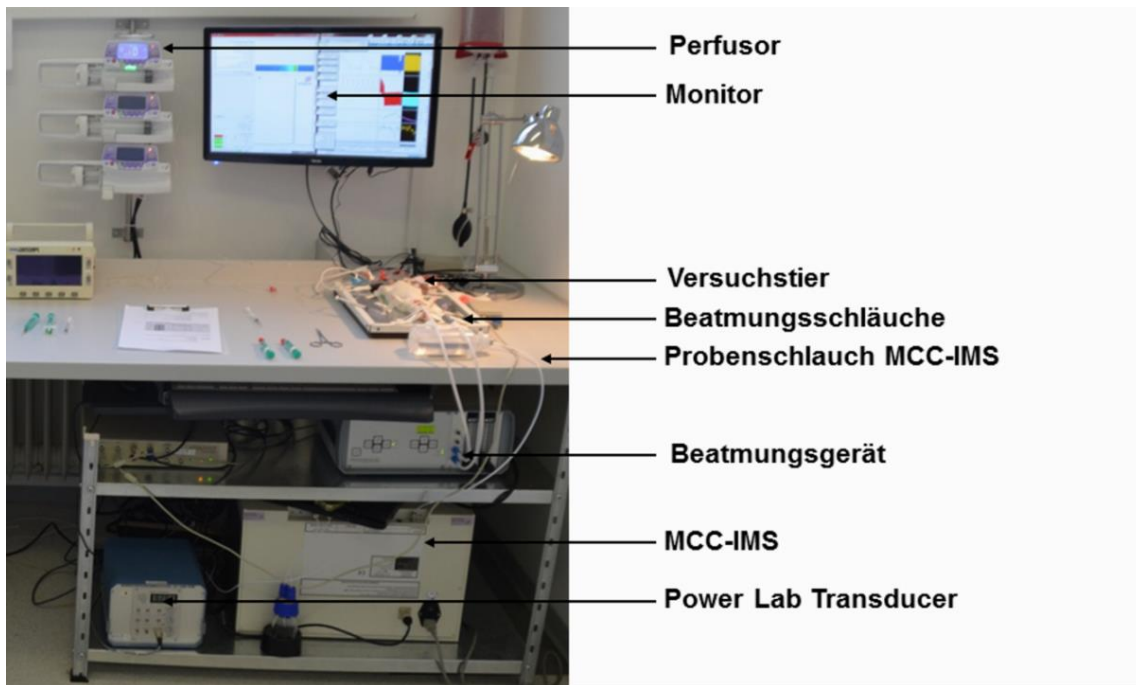 Perfusor
Monitor
Versuchstier
Beatmungsschläuche
Probenschlauch MCC-IMS
Beatmungsgerät
MCC-IMS
Power Lab Transducer